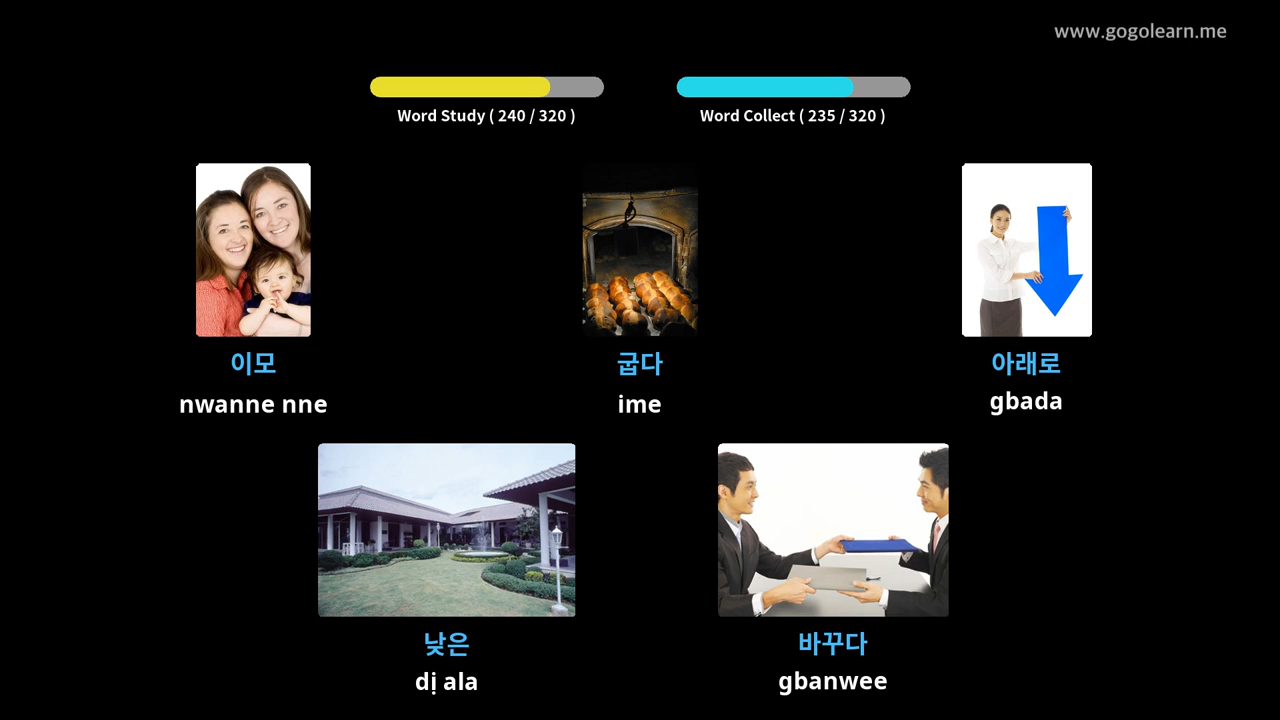 www.gogolearn.me
Word Study ( 240 / 320 )
Word Collect ( 235 / 320 )
이모
nwanne nne
굽다
ime
아래로
gbada
낮은
dị ala
바꾸다
gbanwee